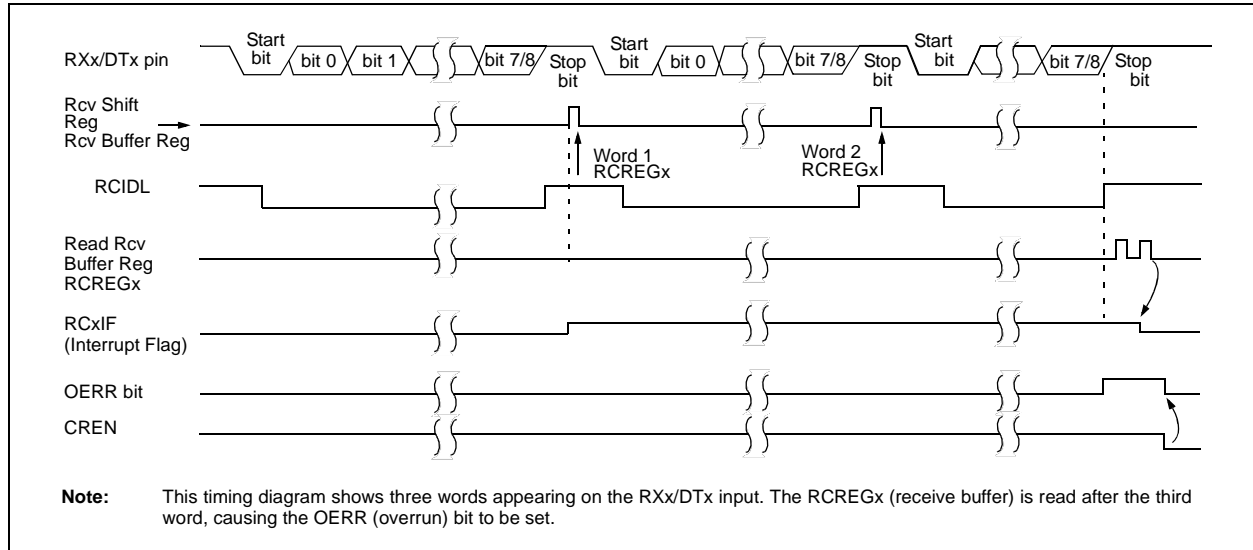 RXx/DTx pin
Start
bit
bit 0
bit 1
bit 7/8
Stop
bit
Start
bit
bit 0
bit 7/8
Stop
bit
Start
bit
bit 7/8
Stop
bit
Rcv Shift
Reg
Rcv Buffer Reg
Word 1
RCREGx
Word 2
RCREGx
RCIDL
Read Rcv
Buffer Reg
RCREGx
RCxIF
(Interrupt Flag)
OERR bit
CREN
Note: This timing diagram shows three words appearing on the RXx/DTx input. The RCREGx (receive buffer) is read after the third
word, causing the OERR (overrun) bit to be set.